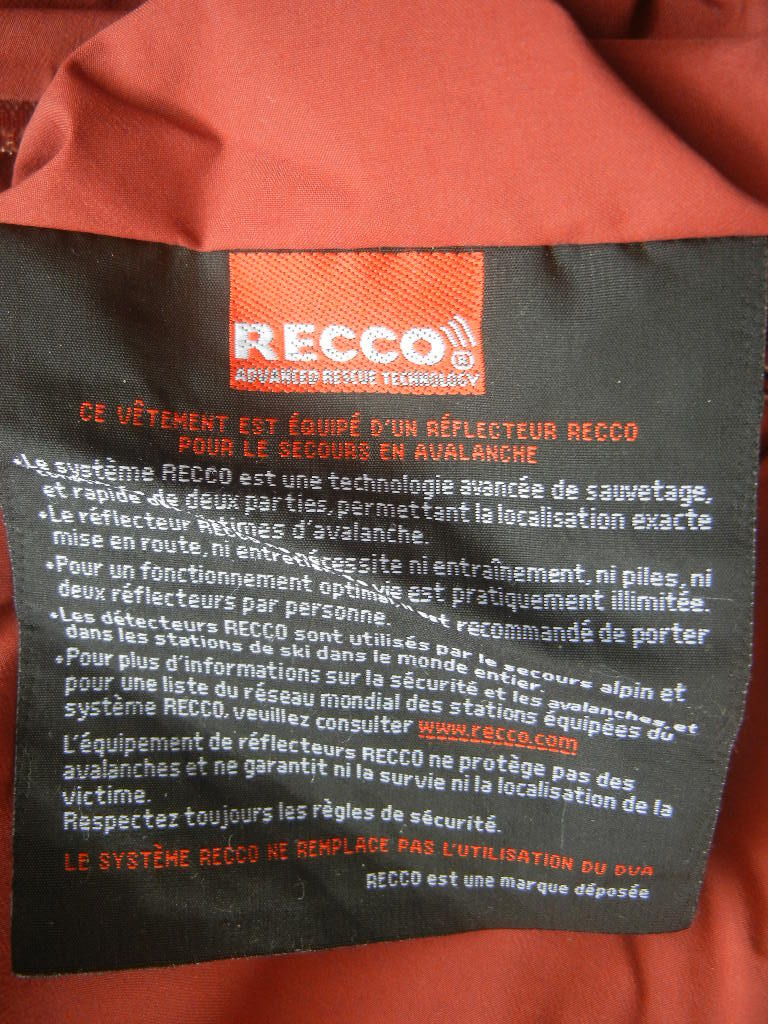 RECCO®
ADVANCED RESCUE TECHNOLOGY
CE VÊTEMENT EST ÉQUIPÉ D'UN RÉFLECTEUR RECCO
POUR LE SECOURS EN AVALANCHE
•Le système RECCO est une technologie avancée de sauvetage,
et rapide de deux parties, permettant la localisation exacte
•Le réflecteur d'avalanche.
mise en route, ni nécessite ni entraînement, ni piles, ni
•Pour un fonctionnement vie est pratiquement illimitée.
deux réflecteurs par personne. recommandé de porter
•Les détecteurs RECCO sont utilisés par le secours alpin et
dans les stations de ski dans le monde entier.
•Pour plus d'informations sur la sécurité et les avalanches, et
pour une liste du réseau mondial des stations équipées du
système RECCO, veuillez consulter www.recco.com
L'équipement de réflecteurs RECCO ne protège pas des
avalanches et ne garantit ni la survie ni la localisation de la
victime.
Respectez toujours les règles de sécurité.
LE SYSTÈME RECCO NE REMPLACE PAS L'UTILISATION DU DVA
RECCO est une marque déposée